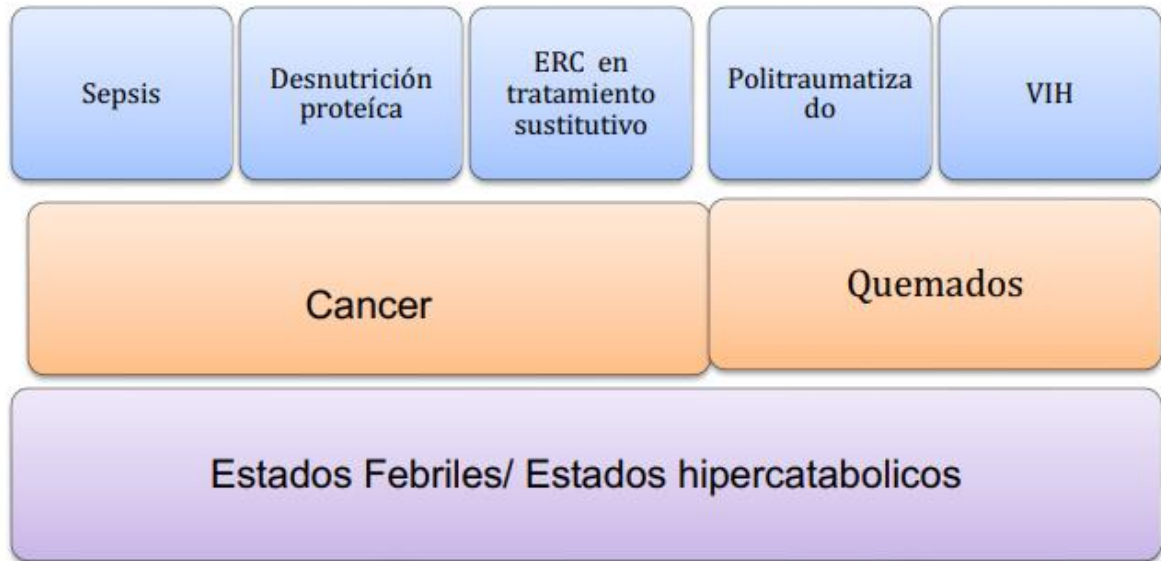 Sepsis
Desnutrición
proteíca
ERC en
tratamiento
sustitutivo
Politraumatiza
do
VIH
Cancer
Quemados
Estados Febriles/ Estados hipercatabolicos